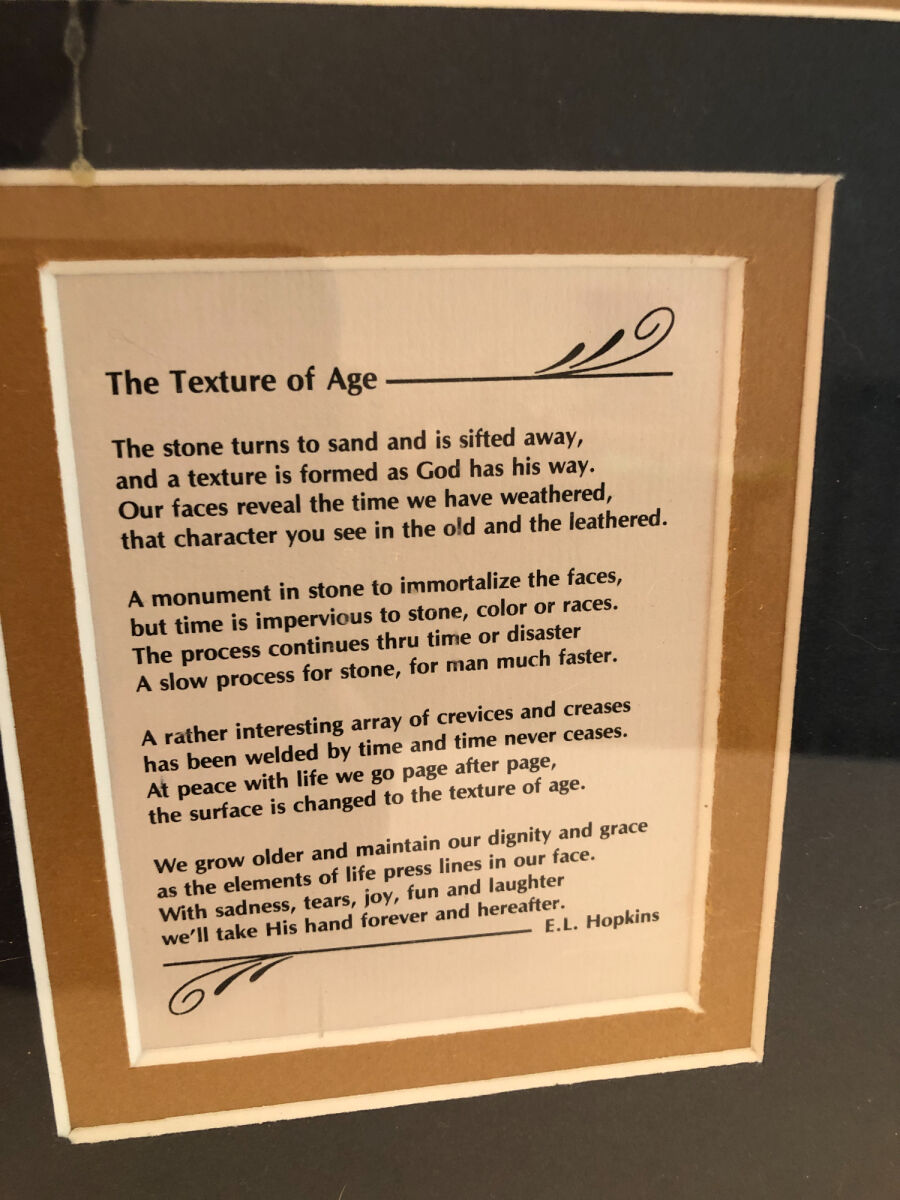 The Texture of Age
The stone turns to sand and is sifted away,
and a texture is formed as God has his way.
Our faces reveal the time we have weathered,
that character you see in the old and the leathered.
A monument in stone to immortalize the faces,
but time is impervious to stone, color or races.
The process continues thru time or disaster
A slow process for stone, for man much faster.
A rather interesting array of crevices and creases
has been welded by time and time never ceases.
At peace with life we go page after page,
the surface is changed to the texture of age.
We grow older and maintain our dignity and grace
as the elements of life press lines in our face.
With sadness, tears, joy, fun and laughter
we'll take His hand forever and hereafter.
E.L. Hopkins